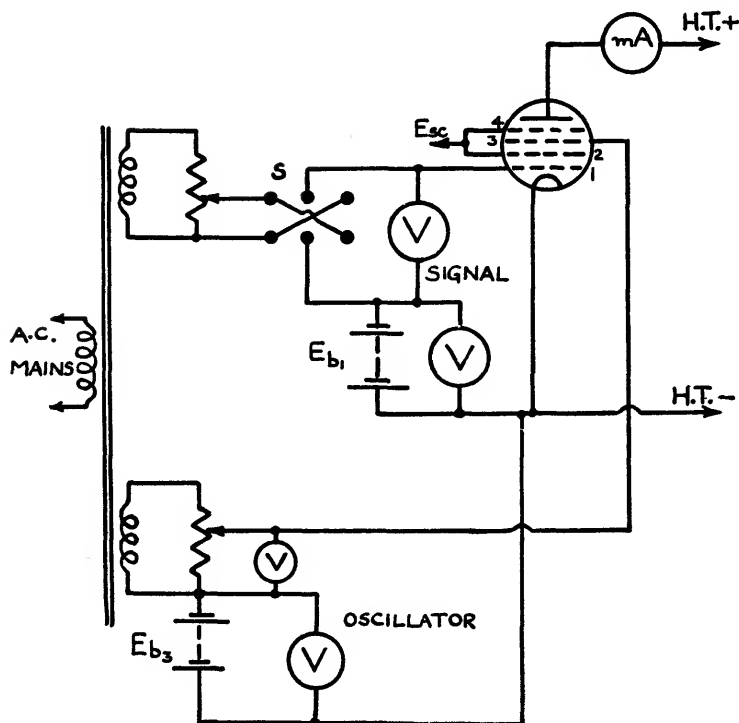 H.T.+
mA
Esc
4
3
2
1
S
V
SIGNAL
A.C.
MAINS
Eb1
V
H.T.-
V
OSCILLATOR
Eb3
V